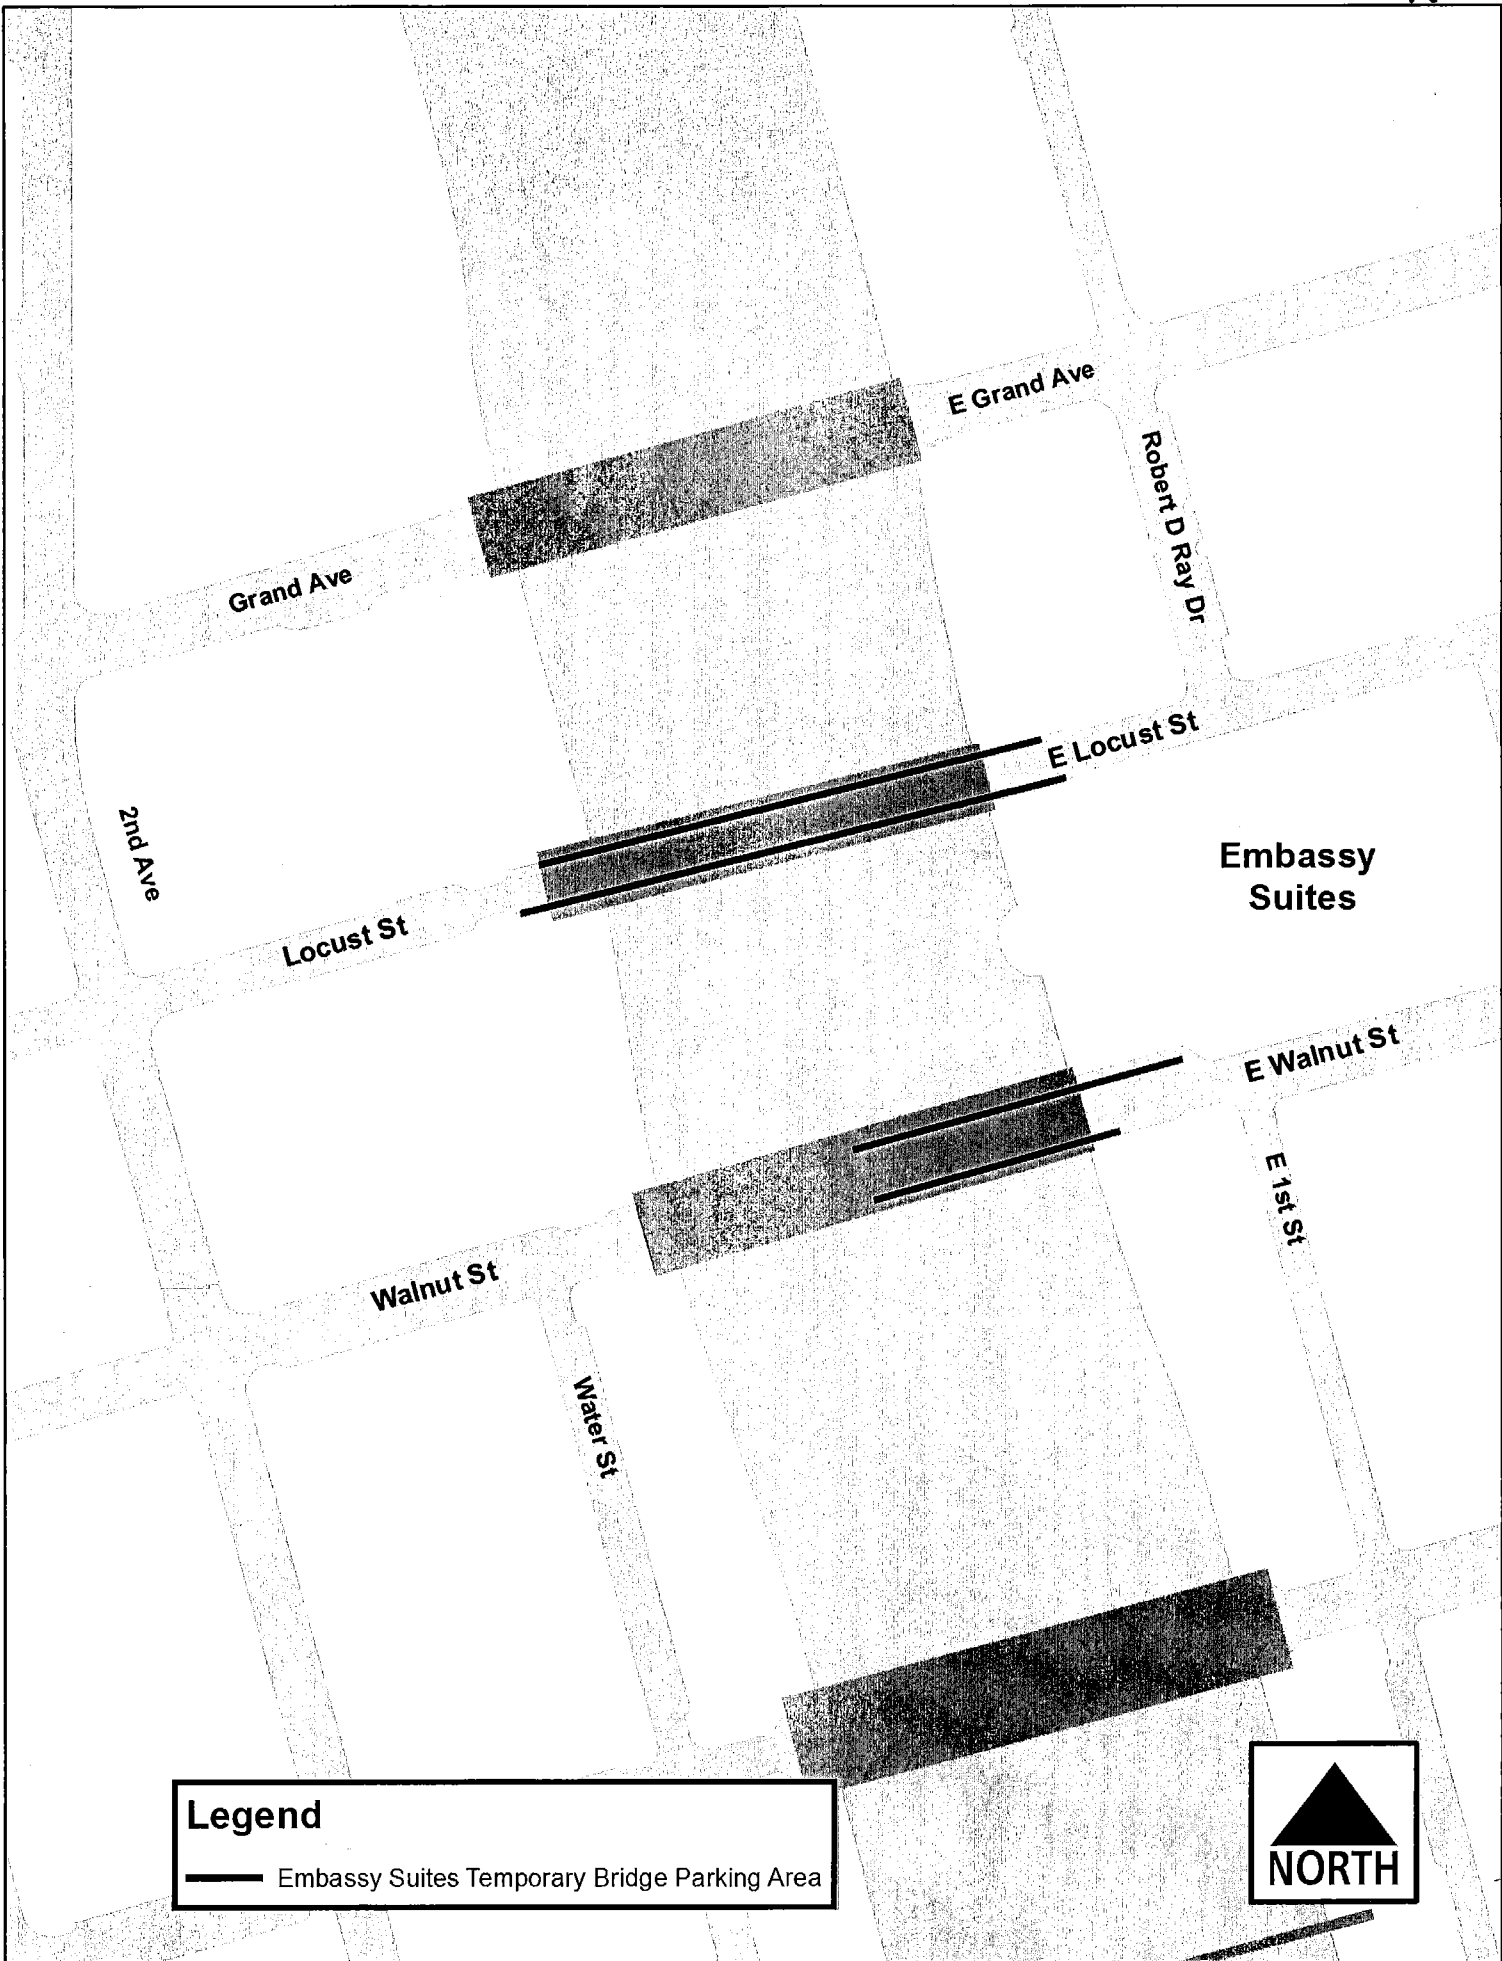 E Grand Ave
Robert D Ray Dr
Grand Ave
E Locust St
2nd Ave
Embassy
Suites
Locust St
E Walnut St
E 1st St
Walnut St
Water St
Legend
Embassy Suites Temporary Bridge Parking Area
NORTH